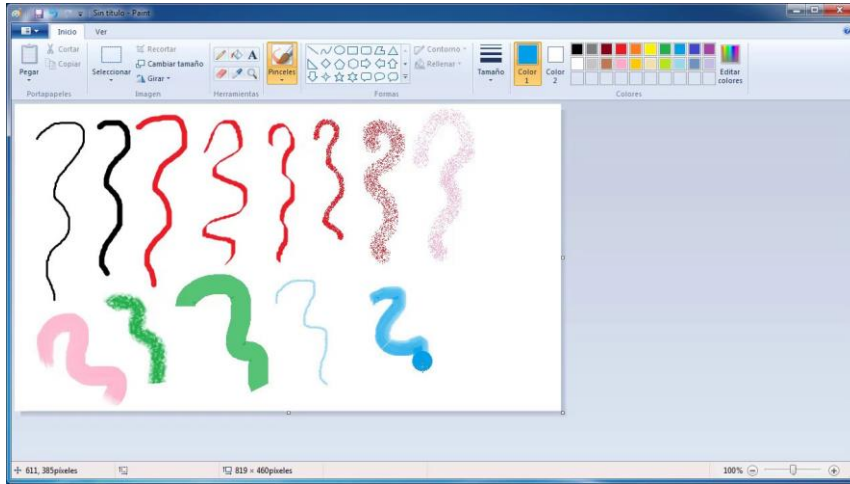 Sin título - Paint
Inicio Ver
Pegar
Cortar
Copiar
Portapapeles
Seleccionar
Recortar
Cambiar tamaño
Girar
Imagen
A
Herramientas
Pinceles
Contorno
Rellenar
Formas
Tamaño
Color 1
Color 2
Editar colores
Colores
611, 385píxeles 819 × 460píxeles 100%